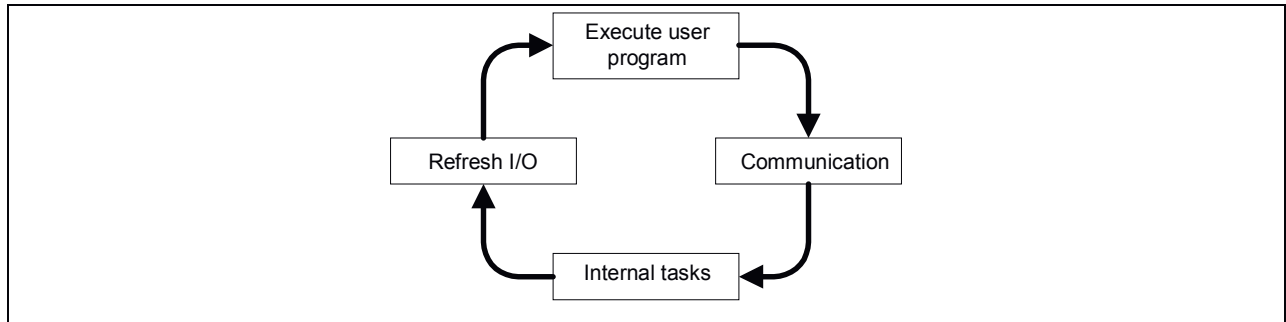 Execute user
program
Refresh I/O
Communication
Internal tasks